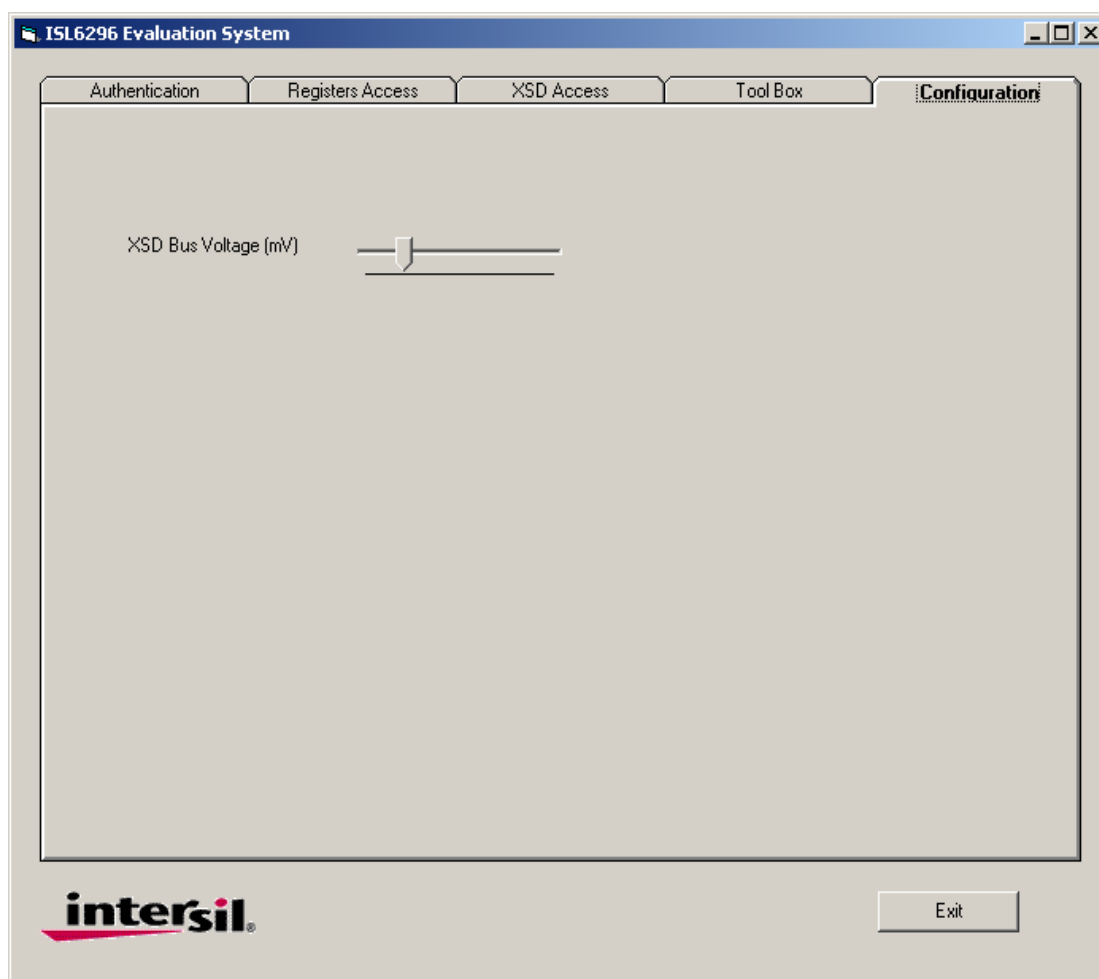 ISL6296 Evaluation System
Authentication Registers Access XSD Access Tool Box Configuration
XSD Bus Voltage (mV)
intersil®
Exit